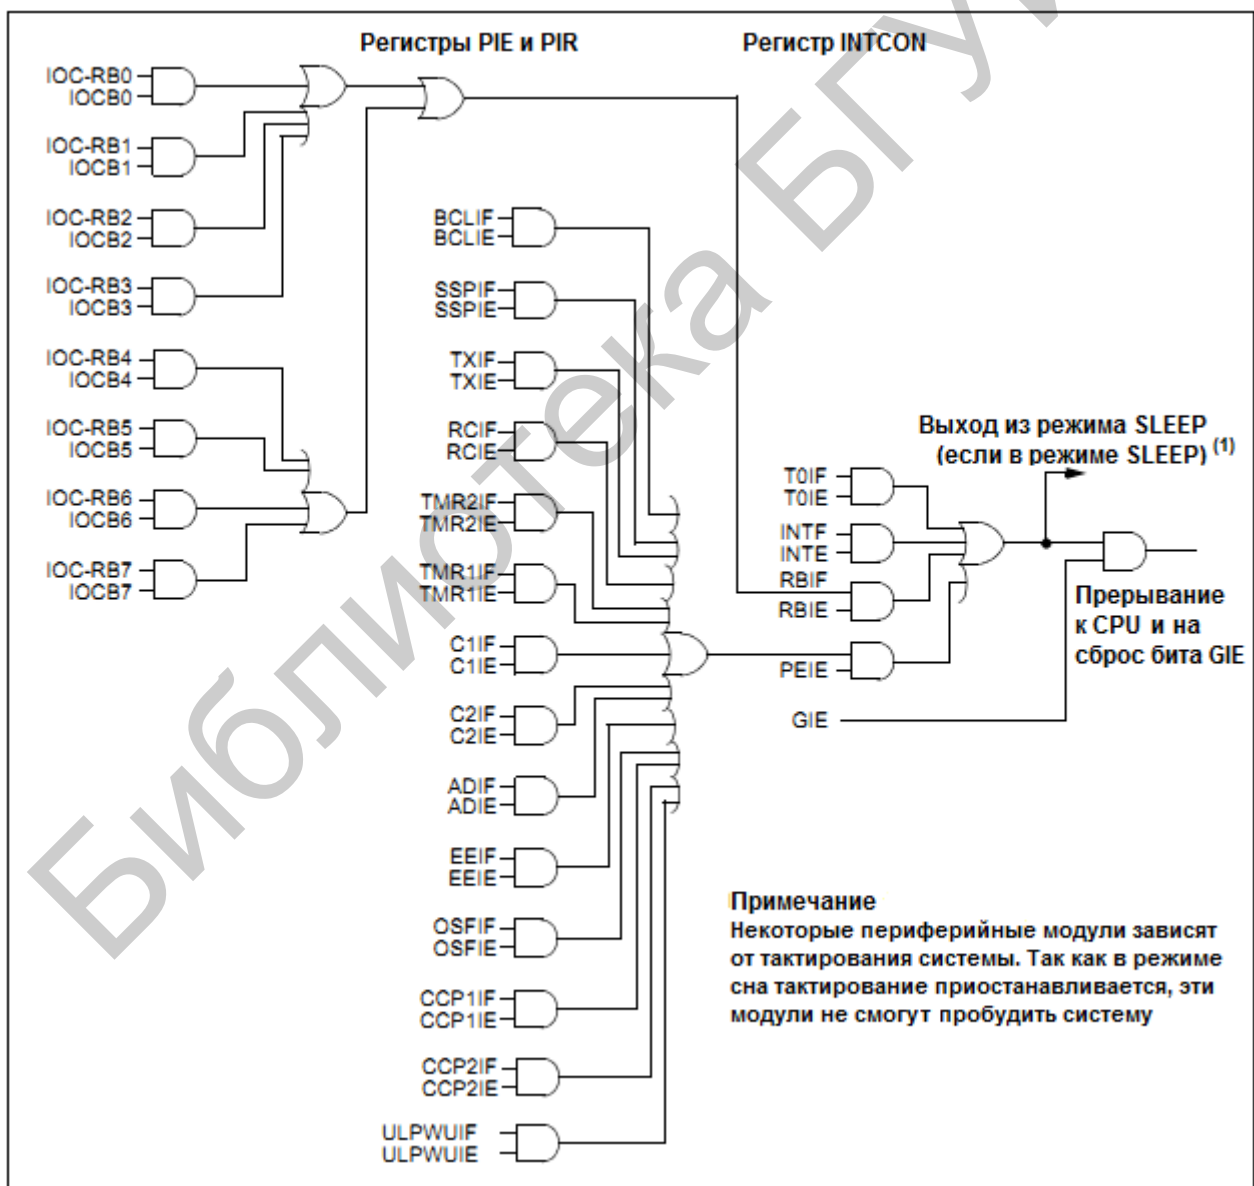 Регистры PIE и PIR
Регистр INTCON
IOC-RB0
IOCB0
IOC-RB1
IOCB1
IOC-RB2
IOCB2
IOC-RB3
IOCB3
IOC-RB4
IOCB4
IOC-RB5
IOCB5
IOC-RB6
IOCB6
IOC-RB7
IOCB7
BCLIF
BCLIE
SSPIF
SSPIE
TXIF
TXIE
RCIF
RCIE
TMR2IF
TMR2IE
TMR1IF
TMR1IE
C1IF
C1IE
C2IF
C2IE
ADIF
ADIE
EEIF
EEIE
OSFIF
OSFIE
CCP1IF
CCP1IE
CCP2IF
CCP2IE
ULPWUIF
ULPWUIE
T0IF
T0IE
INTF
INTE
RBIF
RBIE
PEIE
GIE
Выход из режима SLEEP
(если в режиме SLEEP) (1)
Прерывание
к CPU и на
сброс бита GIE
Примечание
Некоторые периферийные модули зависят
от тактирования системы. Так как в режиме
сна тактирование приостанавливается, эти
модули не смогут пробудить систему
Библиотека БГУ